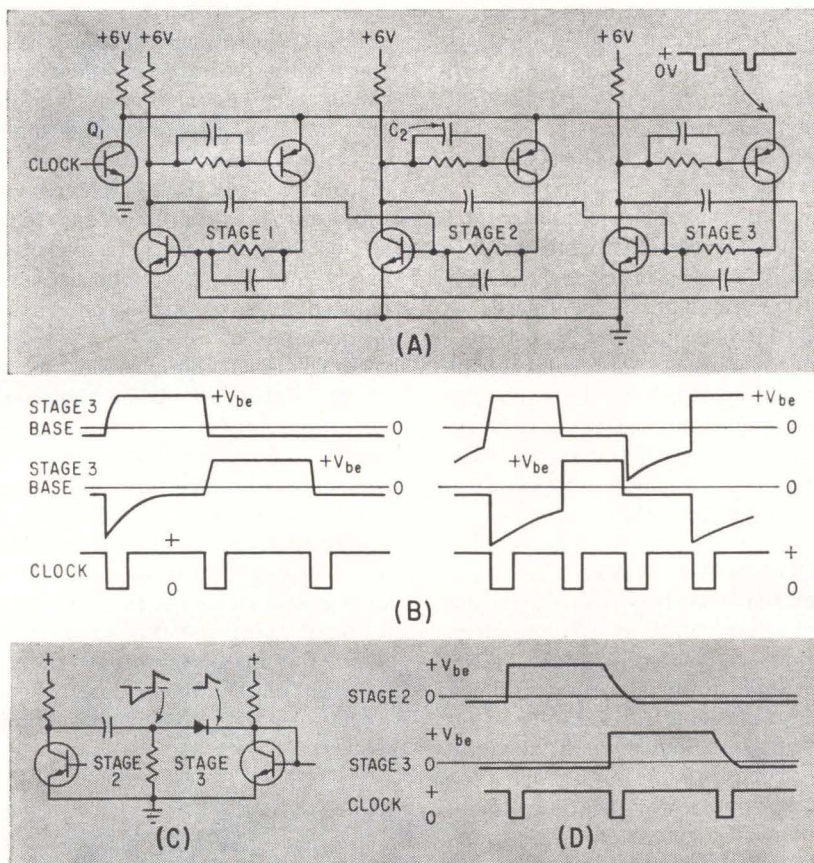 +6V +6V +6V +6V
+
0V
Q1
C2
CLOCK
STAGE 1 STAGE 2 STAGE 3
(A)
STAGE 3
BASE
+Vbe
0
+Vbe
0
STAGE 3
BASE
+Vbe
0
+Vbe
0
CLOCK
+
0
+
0
(B)
+ +
STAGE
2
STAGE
3
(C)
STAGE 2
+Vbe
0
STAGE 3
+Vbe
0
CLOCK
+
0
(D)